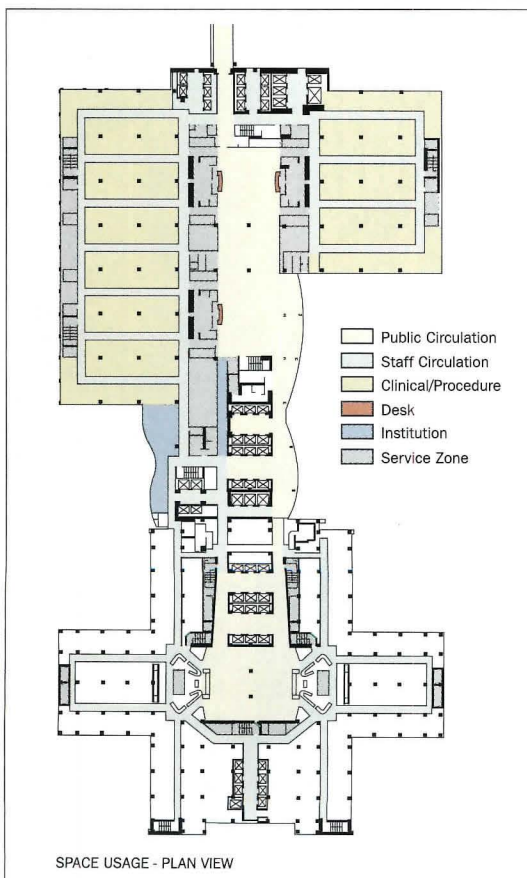 Public Circulation
Staff Circulation
Clinical/Procedure
Desk
Institution
Service Zone
SPACE USAGE - PLAN VIEW